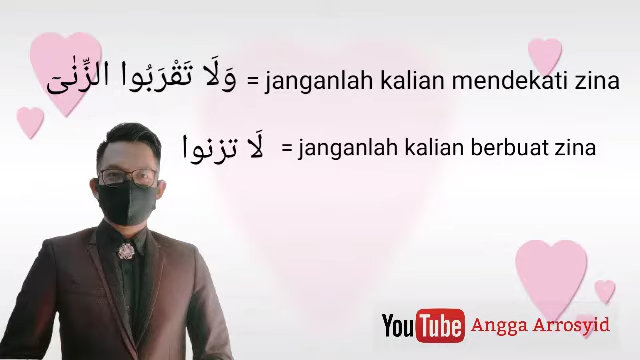 وَلَا تَقْرَبُوا الزِّنٰىٓ = janganlah kalian mendekati zina
لَا تزنوا = janganlah kalian berbuat zina
YouTube Angga Arrosyid